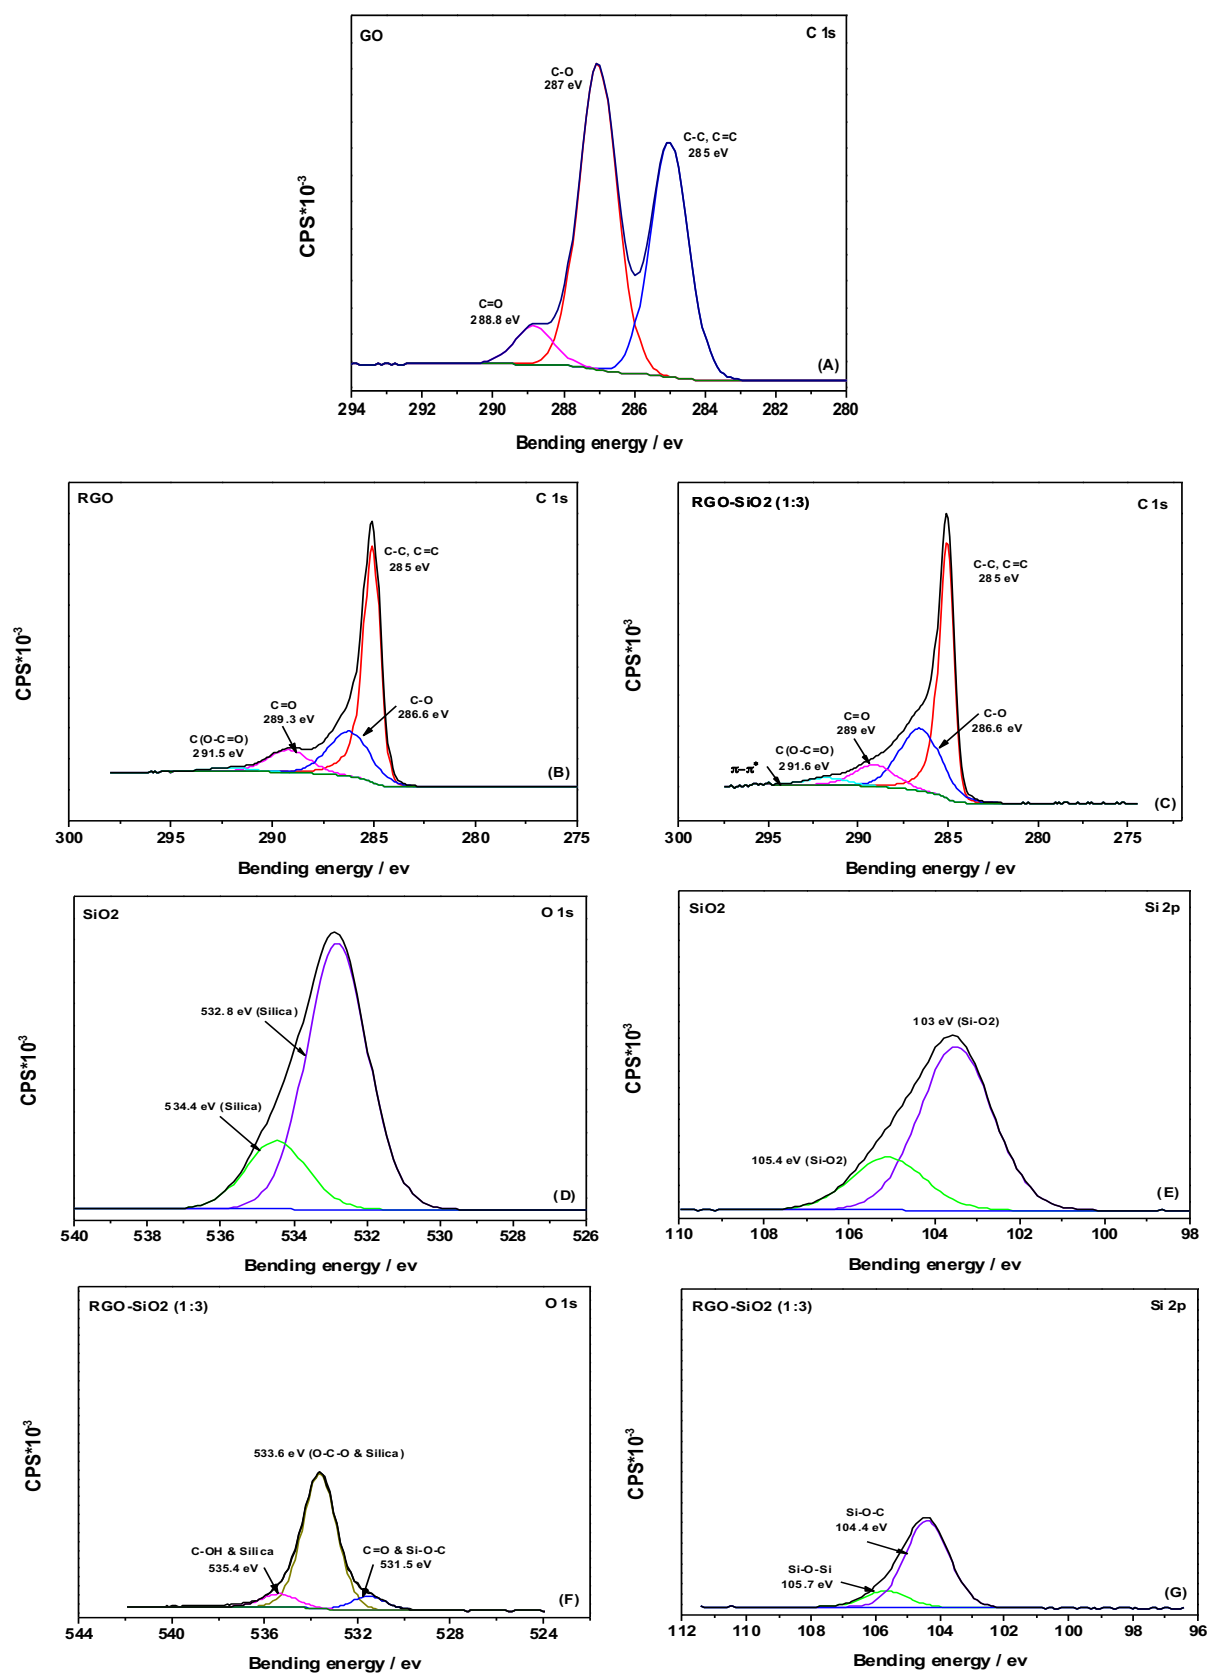 GO
C 1s
C-O
287 eV
C-C, C=C
285 eV
C=O
288.8 eV
(A)
CPS*10-3
294 292 290 288 286 284 282 280
Bending energy / ev
RGO
C 1s
C-C, C=C
285 eV
C-O
286.6 eV
C=O
289.3 eV
C(O-C=O)
291.5 eV
(B)
CPS*10-3
300 295 290 285 280 275
Bending energy / ev
RGO-SiO2 (1:3)
C 1s
C-C, C=C
285 eV
C-O
286.6 eV
C=O
289 eV
C(O-C=O)
291.6 eV
π-π*
(C)
CPS*10-3
300 295 290 285 280 275
Bending energy / ev
SiO2
O 1s
532.8 eV (Silica)
534.4 eV (Silica)
(D)
CPS*10-3
540 538 536 534 532 530 528 526
Bending energy / ev
SiO2
Si 2p
103 eV (Si-O2)
105.4 eV (Si-O2)
(E)
CPS*10-3
110 108 106 104 102 100 98
Bending energy / ev
RGO-SiO2 (1:3)
O 1s
533.6 eV (O-C-O & Silica)
C-OH & Silica
535.4 eV
C=O & Si-O-C
531.5 eV
(F)
CPS*10-3
544 540 536 532 528 524
Bending energy / ev
RGO-SiO2 (1:3)
Si 2p
Si-O-C
104.4 eV
Si-O-Si
105.7 eV
(G)
CPS*10-3
112 110 108 106 104 102 100 98 96
Bending energy / ev